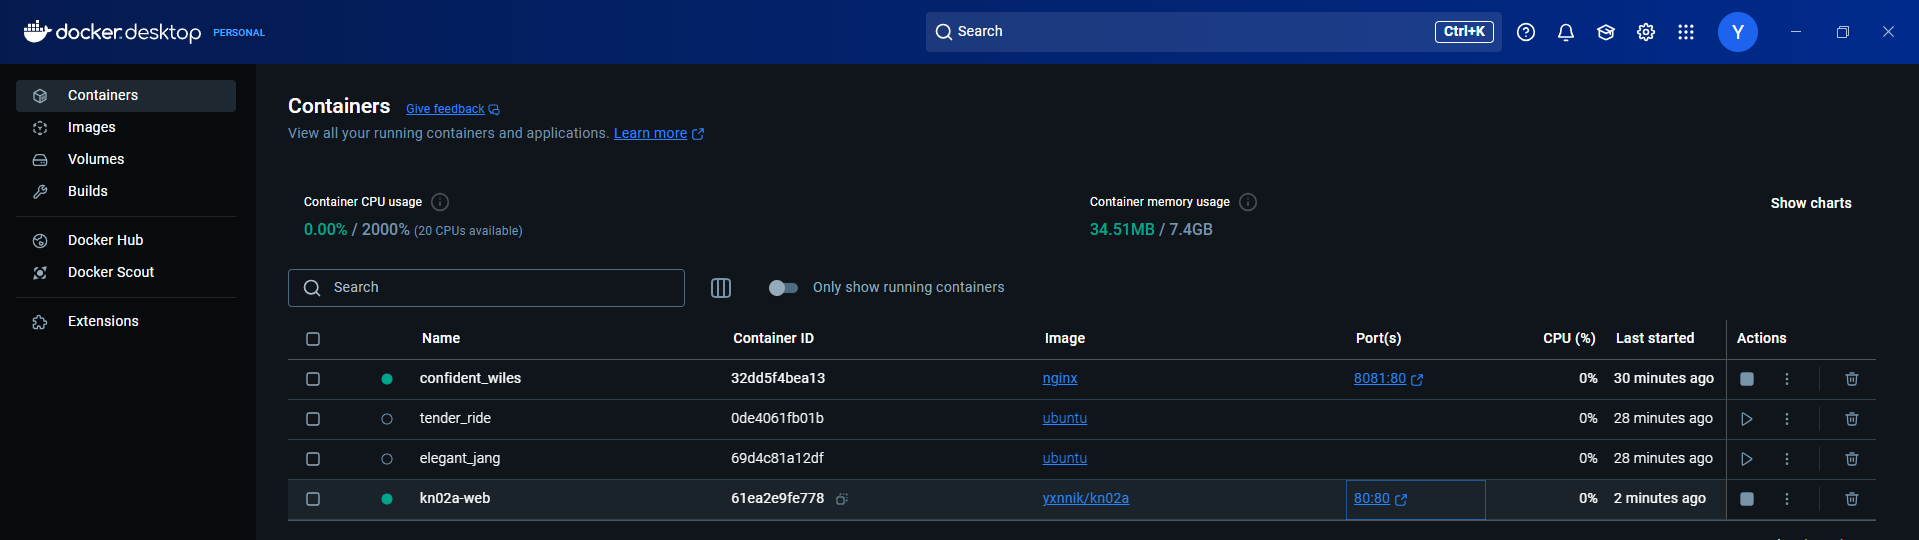 docker.desktop PERSONAL Search Ctrl+K Y
Containers
Images
Volumes
Builds
Docker Hub
Docker Scout
Extensions
Containers Give feedback
View all your running containers and applications. Learn more
Container CPU usage Container memory usage Show charts
0.00% / 2000% (20 CPUs available) 34.51MB / 7.4GB
Search Only show running containers
Name Container ID Image Port(s) CPU (%) Last started Actions
confident_wiles 32dd5f4bea13 nginx 8081:80 0% 30 minutes ago
tender_ride 0de4061fb01b ubuntu 0% 28 minutes ago
elegant_jang 69d4c81a12df ubuntu 0% 28 minutes ago
kn02a-web 61ea2e9fe778 yxnnik/kn02a 80:80 0% 2 minutes ago